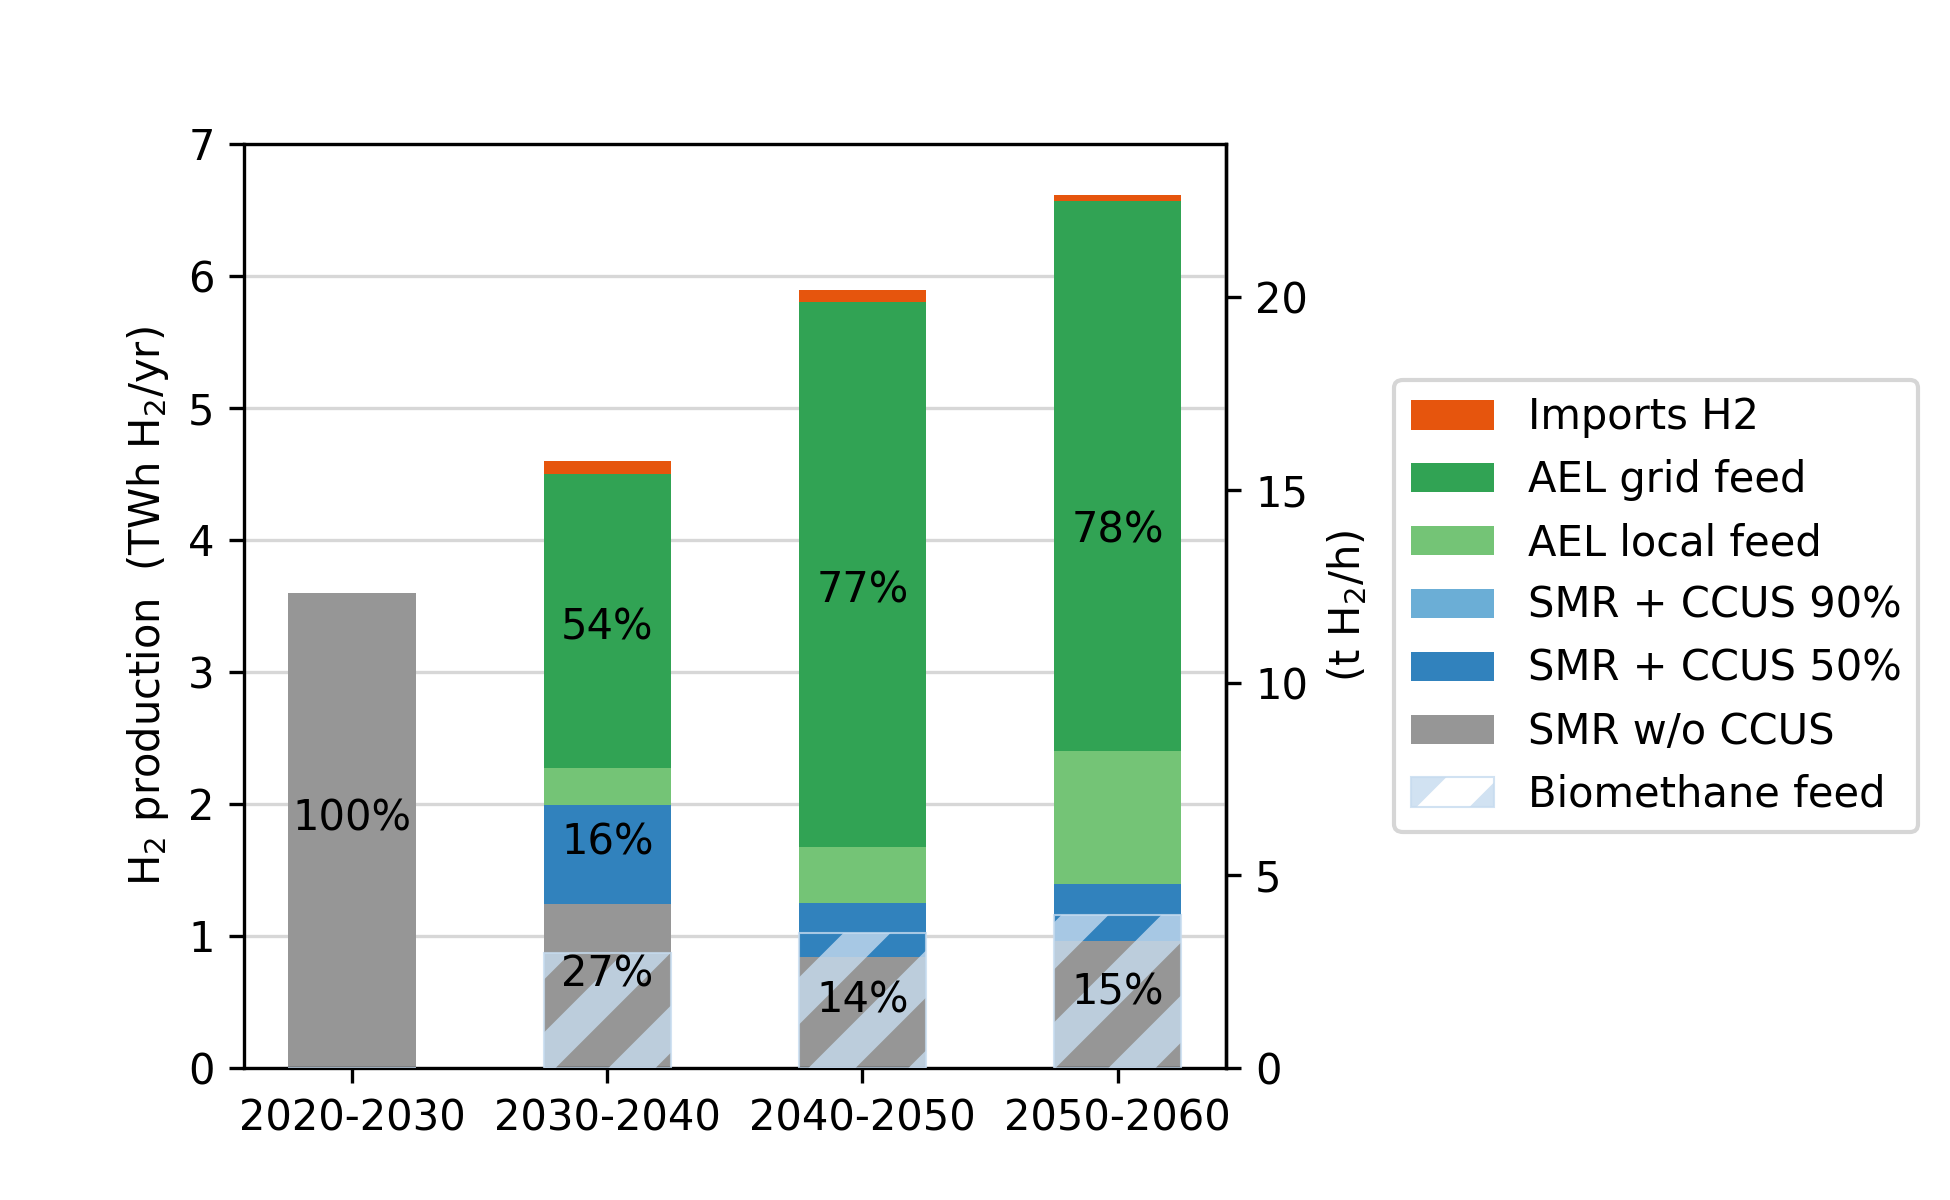 7
6
5
4
3
2
1
0
H₂ production (TWh H₂/yr)
100%
54%
16%
27%
77%
14%
78%
15%
2020-2030 2030-2040 2040-2050 2050-2060
20
15
10
5
0
(t H₂/h)
Imports H2
AEL grid feed
AEL local feed
SMR + CCUS 90%
SMR + CCUS 50%
SMR w/o CCUS
Biomethane feed